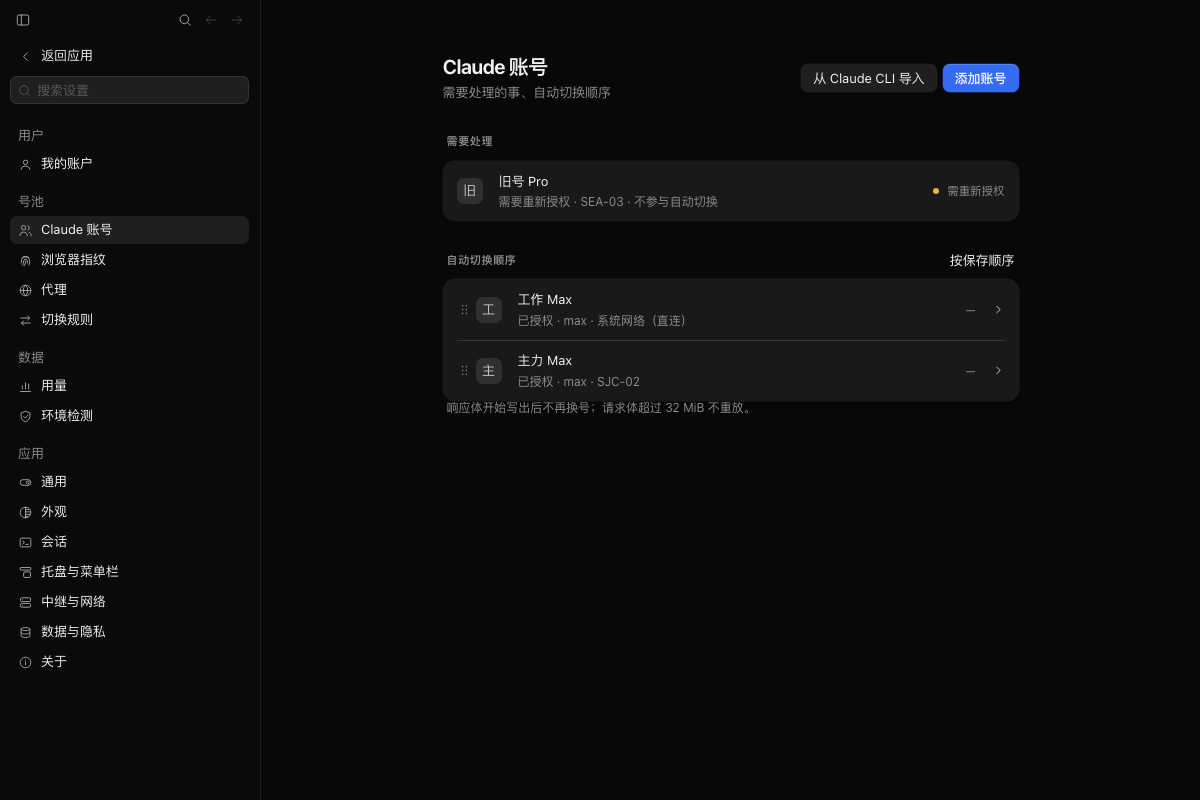 返回应用
搜索设置
用户
我的账户
号池
Claude 账号
浏览器指纹
代理
切换规则
数据
用量
环境检测
应用
通用
外观
会话
托盘与菜单栏
中继与网络
数据与隐私
关于
Claude 账号
需要处理的事、自动切换顺序
从 Claude CLI 导入
添加账号
需要处理
旧
旧号 Pro
需要重新授权 · SEA-03 · 不参与自动切换
需重新授权
自动切换顺序
按保存顺序
工
工作 Max
已授权 · max · 系统网络（直连）
—
主
主力 Max
已授权 · max · SJC-02
—
响应体开始写出后不再换号；请求体超过 32 MiB 不重放。